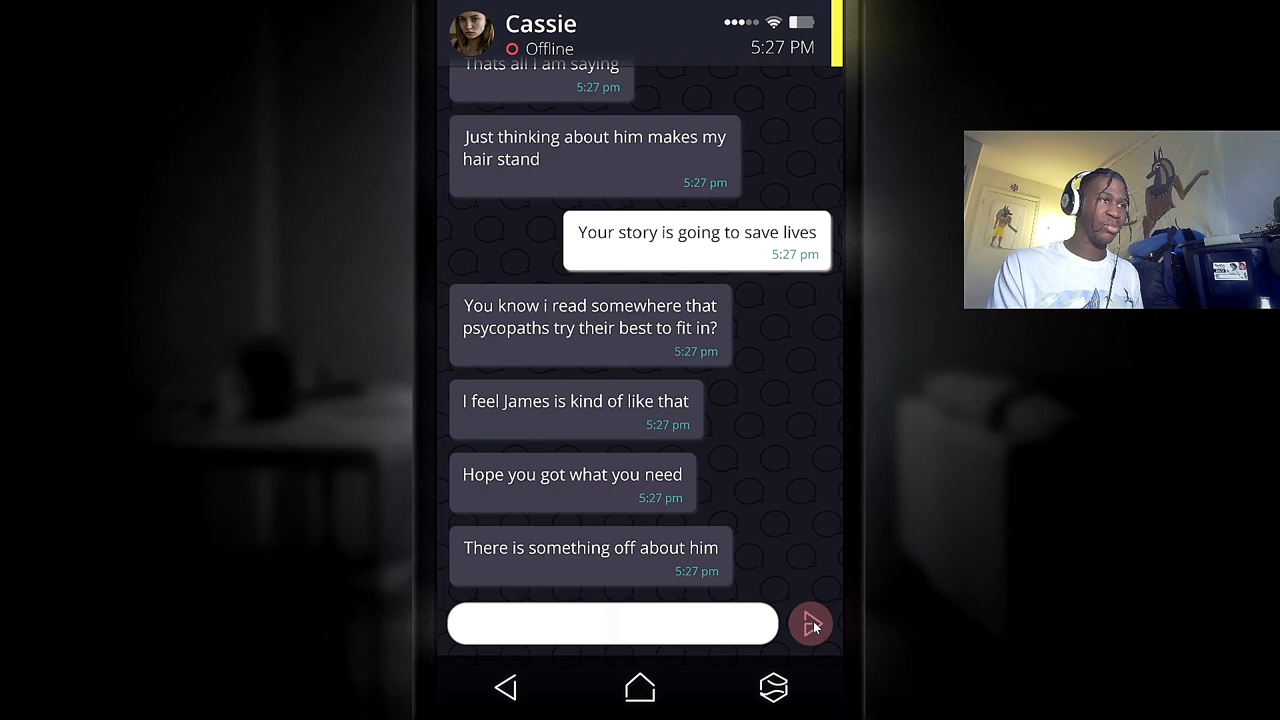 Cassie
Offline
5:27 PM
Thats all I am saying
5:27 pm
Just thinking about him makes my
hair stand
5:27 pm
Your story is going to save lives
5:27 pm
You know i read somewhere that
psycopaths try their best to fit in?
5:27 pm
I feel James is kind of like that
5:27 pm
Hope you got what you need
5:27 pm
There is something off about him
5:27 pm